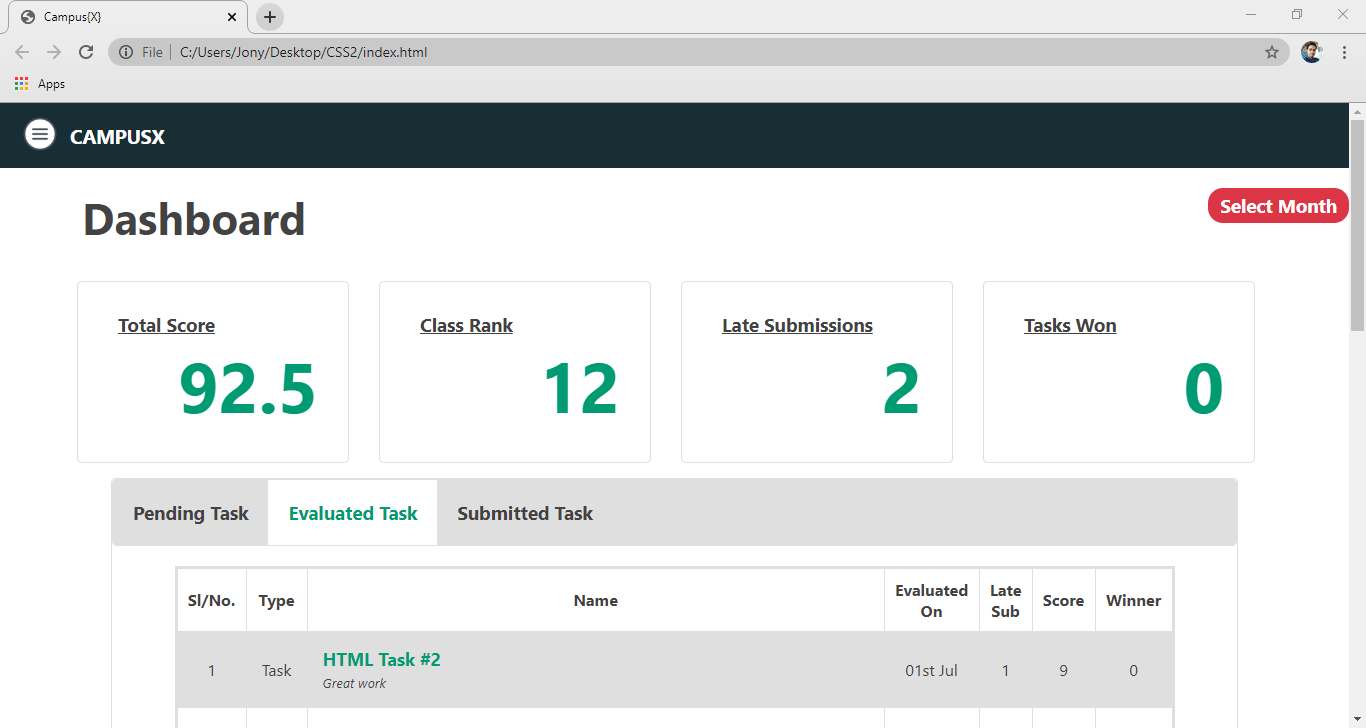 Campus{X}
File
C:/Users/Jony/Desktop/CSS2/index.html
Apps
CAMPUSX
Dashboard
Select Month
Total Score
92.5
Class Rank
12
Late Submissions
2
Tasks Won
0
Pending Task
Evaluated Task
Submitted Task
Sl/No.
Type
Name
Evaluated
On
Late
Sub
Score
Winner
1
Task
HTML Task #2
Great work
01st Jul
1
9
0